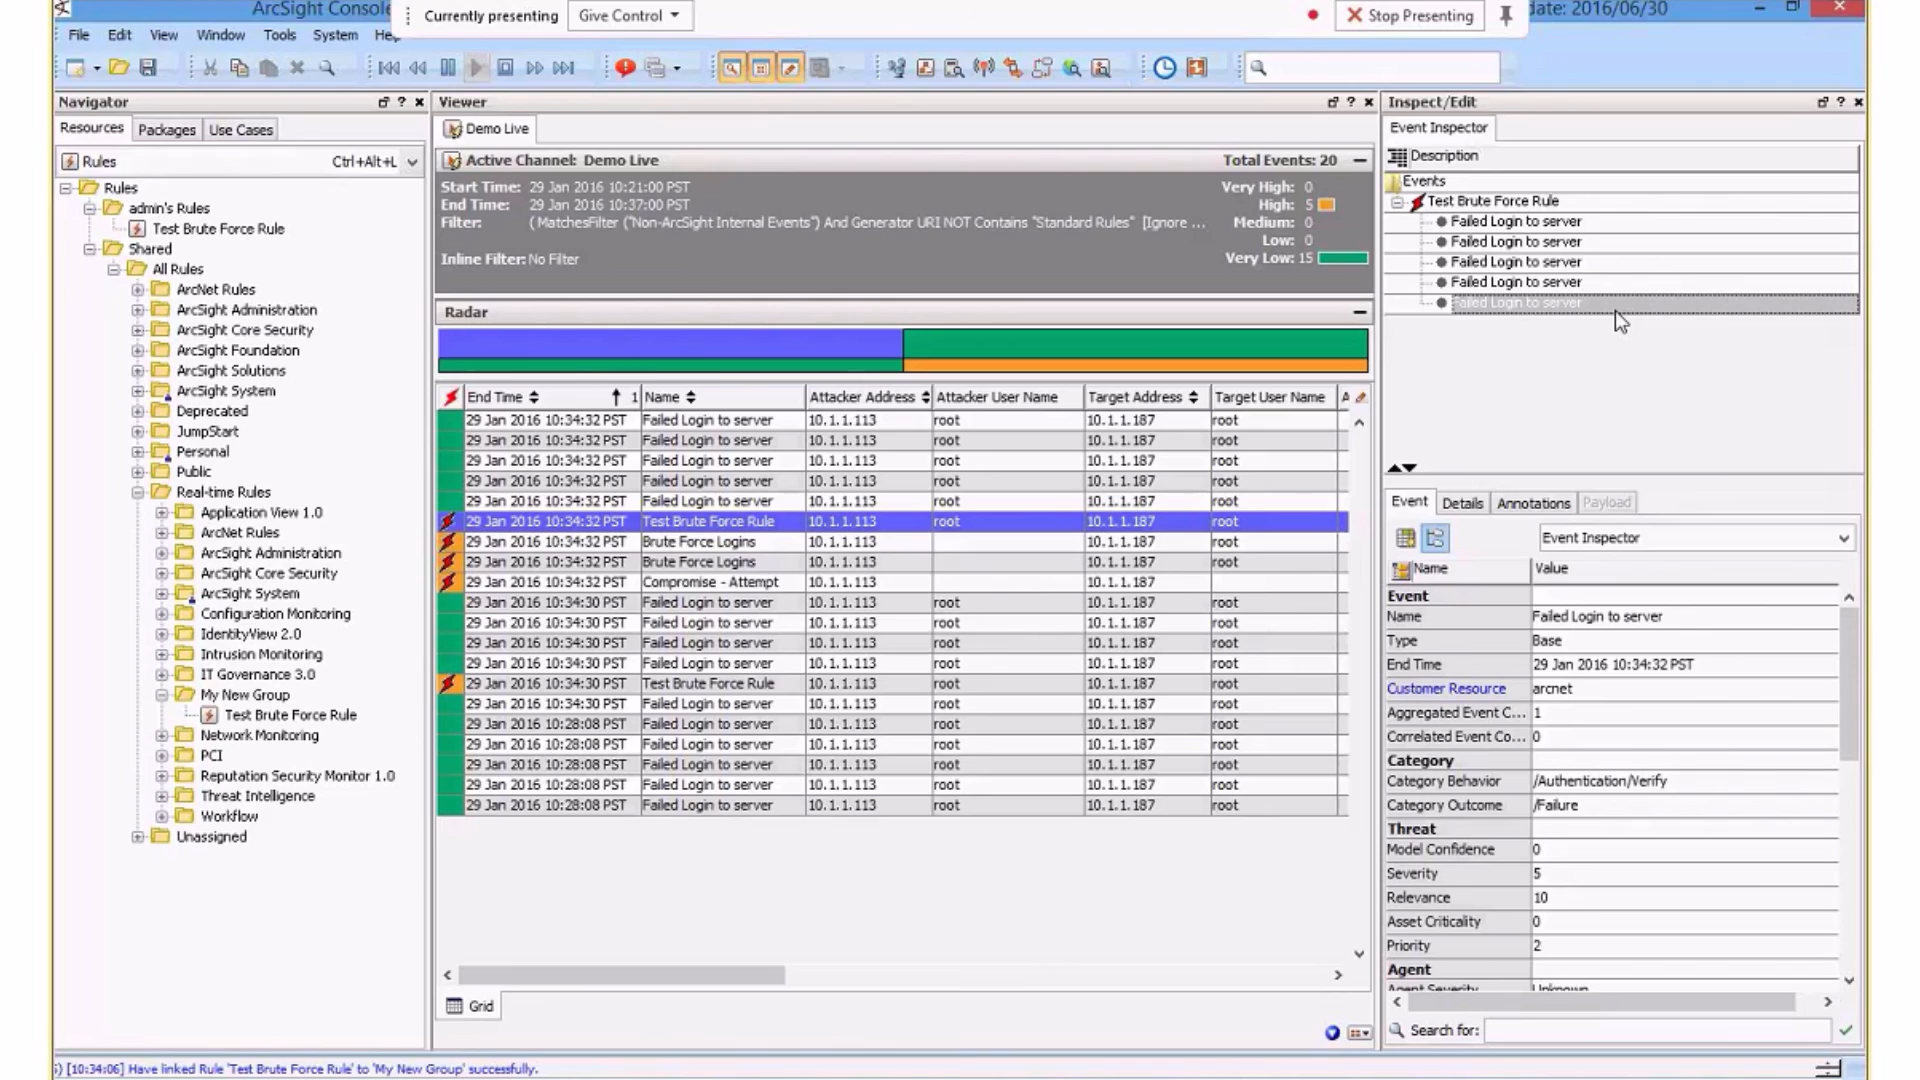 ArcSight Console
Currently presenting
Give Control
Stop Presenting
date: 2016/06/30
File Edit View Window Tools System
Navigator
Resources Packages Use Cases
Rules Ctrl+Alt+L
Rules
admin's Rules
Test Brute Force Rule
Shared
All Rules
ArcNet Rules
ArcSight Administration
ArcSight Core Security
ArcSight Foundation
ArcSight Solutions
ArcSight System
Deprecated
JumpStart
Personal
Public
Real-time Rules
Application View 1.0
ArcNet Rules
ArcSight Administration
ArcSight Core Security
ArcSight System
Configuration Monitoring
IdentityView 2.0
Intrusion Monitoring
IT Governance 3.0
My New Group
Test Brute Force Rule
Network Monitoring
PCI
Reputation Security Monitor 1.0
Threat Intelligence
Workflow
Unassigned
Viewer
Demo Live
Active Channel: Demo Live Total Events: 20
Start Time: 29 Jan 2016 10:21:00 PST Very High: 0
End Time: 29 Jan 2016 10:37:00 PST High: 5
Filter: ( MatchesFilter ("Non-ArcSight Internal Events") And Generator URI NOT Contains "Standard Rules" [Ignore ... Medium: 0
Low: 0
Inline Filter: No Filter Very Low: 15
Radar
End Time 1 Name Attacker Address Attacker User Name Target Address Target User Name A
29 Jan 2016 10:34:32 PST Failed Login to server 10.1.1.113 root 10.1.1.187 root
29 Jan 2016 10:34:32 PST Failed Login to server 10.1.1.113 root 10.1.1.187 root
29 Jan 2016 10:34:32 PST Failed Login to server 10.1.1.113 root 10.1.1.187 root
29 Jan 2016 10:34:32 PST Failed Login to server 10.1.1.113 root 10.1.1.187 root
29 Jan 2016 10:34:32 PST Failed Login to server 10.1.1.113 root 10.1.1.187 root
29 Jan 2016 10:34:32 PST Test Brute Force Rule 10.1.1.113 root 10.1.1.187 root
29 Jan 2016 10:34:32 PST Brute Force Logins 10.1.1.113 10.1.1.187 root
29 Jan 2016 10:34:32 PST Brute Force Logins 10.1.1.113 10.1.1.187 root
29 Jan 2016 10:34:32 PST Compromise - Attempt 10.1.1.113 10.1.1.187
29 Jan 2016 10:34:30 PST Failed Login to server 10.1.1.113 root 10.1.1.187 root
29 Jan 2016 10:34:30 PST Failed Login to server 10.1.1.113 root 10.1.1.187 root
29 Jan 2016 10:34:30 PST Failed Login to server 10.1.1.113 root 10.1.1.187 root
29 Jan 2016 10:34:30 PST Failed Login to server 10.1.1.113 root 10.1.1.187 root
29 Jan 2016 10:34:30 PST Test Brute Force Rule 10.1.1.113 root 10.1.1.187 root
29 Jan 2016 10:34:30 PST Failed Login to server 10.1.1.113 root 10.1.1.187 root
29 Jan 2016 10:28:08 PST Failed Login to server 10.1.1.113 root 10.1.1.187 root
29 Jan 2016 10:28:08 PST Failed Login to server 10.1.1.113 root 10.1.1.187 root
29 Jan 2016 10:28:08 PST Failed Login to server 10.1.1.113 root 10.1.1.187 root
29 Jan 2016 10:28:08 PST Failed Login to server 10.1.1.113 root 10.1.1.187 root
29 Jan 2016 10:28:08 PST Failed Login to server 10.1.1.113 root 10.1.1.187 root
Grid
Inspect/Edit
Event Inspector
Description
Events
Test Brute Force Rule
Failed Login to server
Failed Login to server
Failed Login to server
Failed Login to server
Failed Login to server
Event Details Annotations Payload
Event Inspector
Name Value
Event
Name Failed Login to server
Type Base
End Time 29 Jan 2016 10:34:32 PST
Customer Resource arcnet
Aggregated Event C... 1
Correlated Event Co... 0
Category
Category Behavior /Authentication/Verify
Category Outcome /Failure
Threat
Model Confidence 0
Severity 5
Relevance 10
Asset Criticality 0
Priority 2
Agent
Agent Severity Unknown
Search for:
) [10:34:06] Have linked Rule 'Test Brute Force Rule' to 'My New Group' successfully.